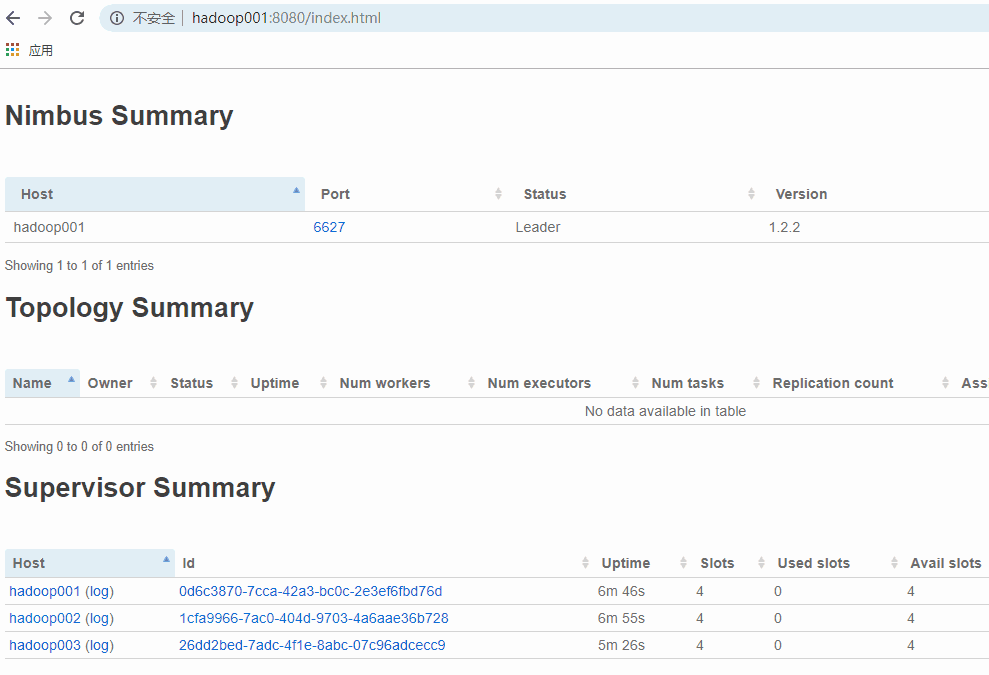 不安全 | hadoop001:8080/index.html
应用
Nimbus Summary
Host Port Status Version
hadoop001 6627 Leader 1.2.2
Showing 1 to 1 of 1 entries
Topology Summary
Name Owner Status Uptime Num workers Num executors Num tasks Replication count Ass
No data available in table
Showing 0 to 0 of 0 entries
Supervisor Summary
Host Id Uptime Slots Used slots Avail slots
hadoop001 (log) 0d6c3870-7cca-42a3-bc0c-2e3ef6fbd76d 6m 46s 4 0 4
hadoop002 (log) 1cfa9966-7ac0-404d-9703-4a6aae36b728 6m 55s 4 0 4
hadoop003 (log) 26dd2bed-7adc-4f1e-8abc-07c96adcecc9 5m 26s 4 0 4